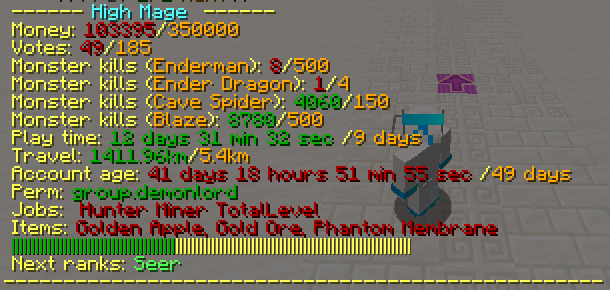 ------ High Mage ------
Money: 103395/350000
Votes: 49/185
Monster kills (Enderman): 8/500
Monster kills (Ender Dragon): 1/4
Monster kills (Cave Spider): 4060/150
Monster kills (Blaze): 8780/500
Play time: 12 days 31 min 32 sec /9 days
Travel: 1411.96km/5.4km
Account age: 41 days 18 hours 51 min 55 sec /49 days
Perm: group.demonlord
Jobs: Hunter Miner TotalLevel
Items: Golden Apple, Gold Ore, Phantom Membrane
Next ranks: Seer